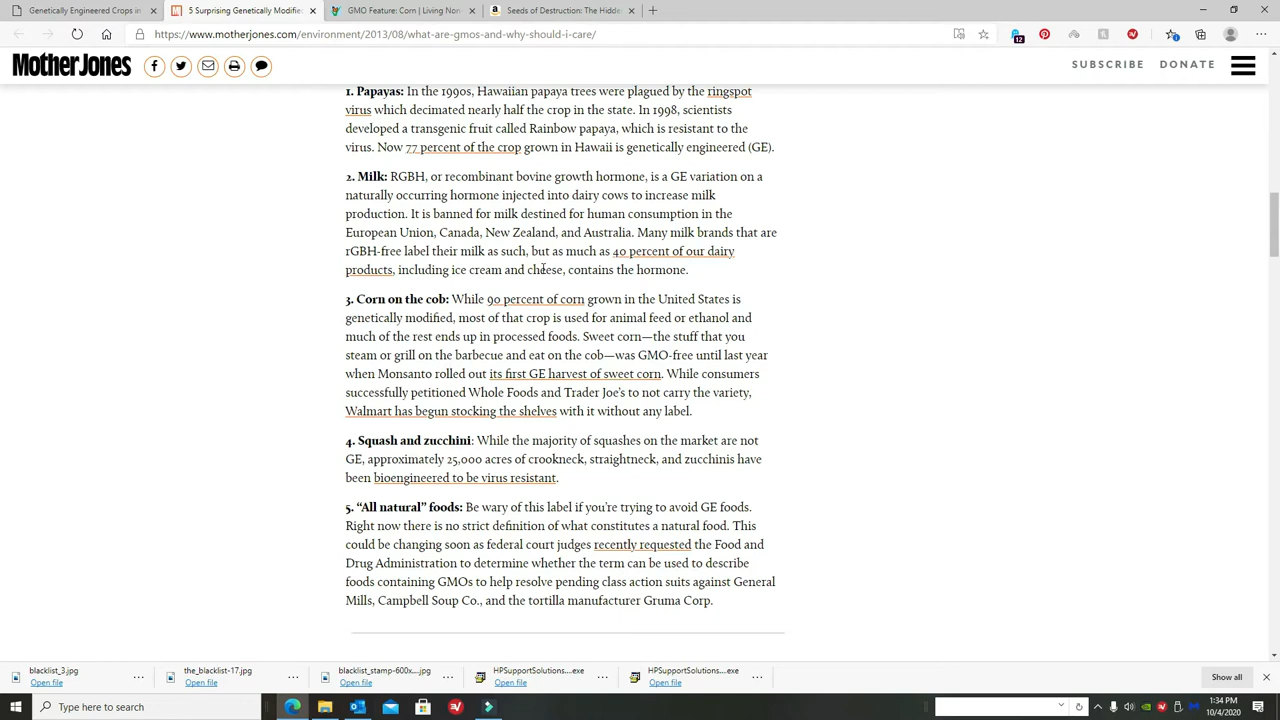 Genetically Engineered Crops in
5 Surprising Genetically Modifie
GMO Feature: Corn | Living Non
Seeds of Destruction: The Hidde
https://www.motherjones.com/environment/2013/08/what-are-gmos-and-why-should-i-care/
12
Mother Jones
SUBSCRIBE DONATE
1. Papayas: In the 1990s, Hawaiian papaya trees were plagued by the ringspot
virus which decimated nearly half the crop in the state. In 1998, scientists
developed a transgenic fruit called Rainbow papaya, which is resistant to the
virus. Now 77 percent of the crop grown in Hawaii is genetically engineered (GE).
2. Milk: RGBH, or recombinant bovine growth hormone, is a GE variation on a
naturally occurring hormone injected into dairy cows to increase milk
production. It is banned for milk destined for human consumption in the
European Union, Canada, New Zealand, and Australia. Many milk brands that are
rGBH-free label their milk as such, but as much as 40 percent of our dairy
products, including ice cream and cheese, contains the hormone.
3. Corn on the cob: While 90 percent of corn grown in the United States is
genetically modified, most of that crop is used for animal feed or ethanol and
much of the rest ends up in processed foods. Sweet corn—the stuff that you
steam or grill on the barbecue and eat on the cob—was GMO-free until last year
when Monsanto rolled out its first GE harvest of sweet corn. While consumers
successfully petitioned Whole Foods and Trader Joe's to not carry the variety,
Walmart has begun stocking the shelves with it without any label.
4. Squash and zucchini: While the majority of squashes on the market are not
GE, approximately 25,000 acres of crookneck, straightneck, and zucchinis have
been bioengineered to be virus resistant.
5. “All natural” foods: Be wary of this label if you're trying to avoid GE foods.
Right now there is no strict definition of what constitutes a natural food. This
could be changing soon as federal court judges recently requested the Food and
Drug Administration to determine whether the term can be used to describe
foods containing GMOs to help resolve pending class action suits against General
Mills, Campbell Soup Co., and the tortilla manufacturer Gruma Corp.
blacklist_3.jpg
Open file
the_blacklist-17.jpg
Open file
blacklist_stamp-600x....jpg
Open file
HPSupportSolutions....exe
Open file
HPSupportSolutions....exe
Open file
Show all
Type here to search
1:34 PM
10/4/2020